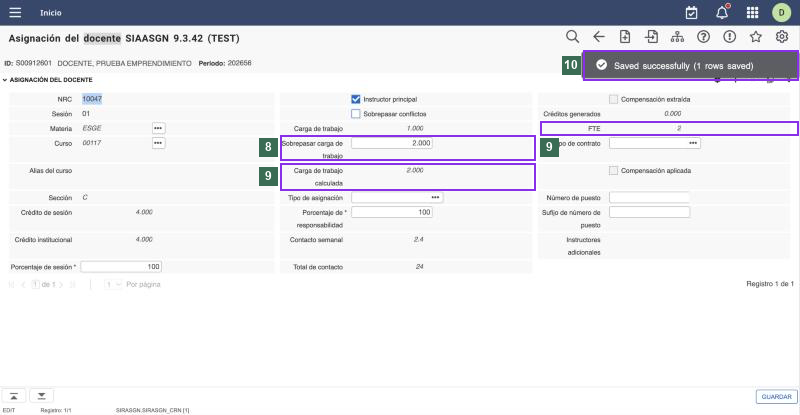 Inicio
D
Asignación del docente SIAASGN 9.3.42 (TEST)
ID: S00912601 DOCENTE, PRUEBA EMPRENDIMIENTO Periodo: 202656
10 Saved successfully (1 rows saved)
ASIGNACIÓN DEL DOCENTE
NRC 10047 Instructor principal Compensación extraída
Sesión 01 Sobrepasar conflictos Créditos generados 0.000
Materia ESGE ••• Carga de trabajo 1.000 FTE 2
Curso 00117 ••• 8 Sobrepasar carga de trabajo 2.000 9 po de contrato •••
Alias del curso 9 Carga de trabajo calculada 2.000 Compensación aplicada
Sección C Tipo de asignación ••• Número de puesto
Crédito de sesión 4.000 Porcentaje de * responsabilidad 100 Sufijo de número de puesto
Crédito institucional 4.000 Contacto semanal 2.4 Instructores adicionales
Porcentaje de sesión * 100 Total de contacto 24
1 de 1 1 Por página Registro 1 de 1
GUARDAR
EDIT Registro: 1/1 SIRASGN.SIRASGN_CRN [1]